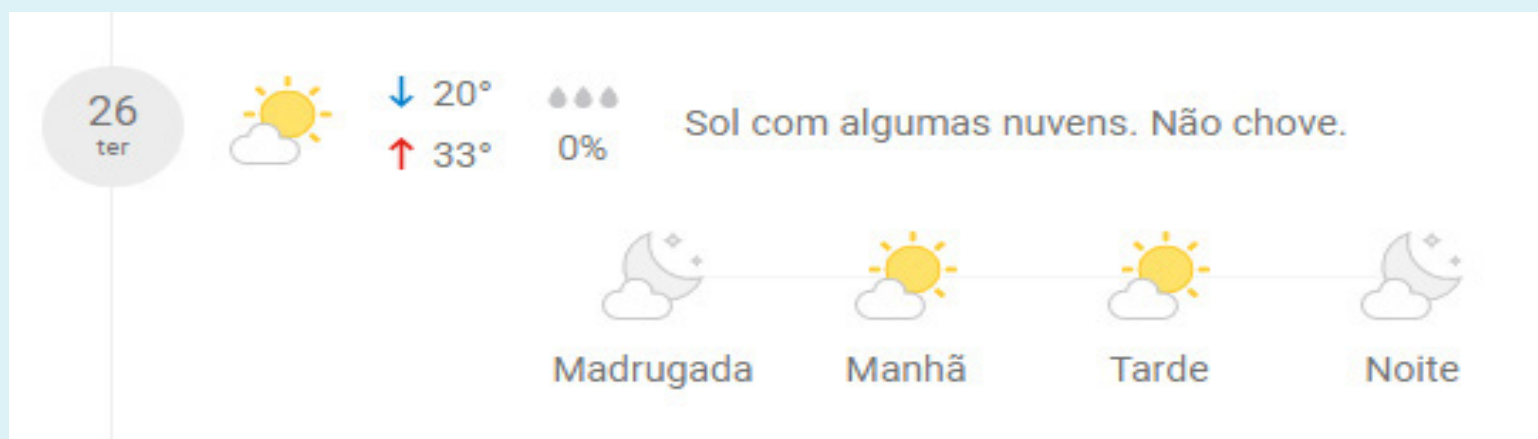 26
ter
↓ 20°
↑ 33°
0%
Sol com algumas nuvens. Não chove.
Madrugada Manhã Tarde Noite